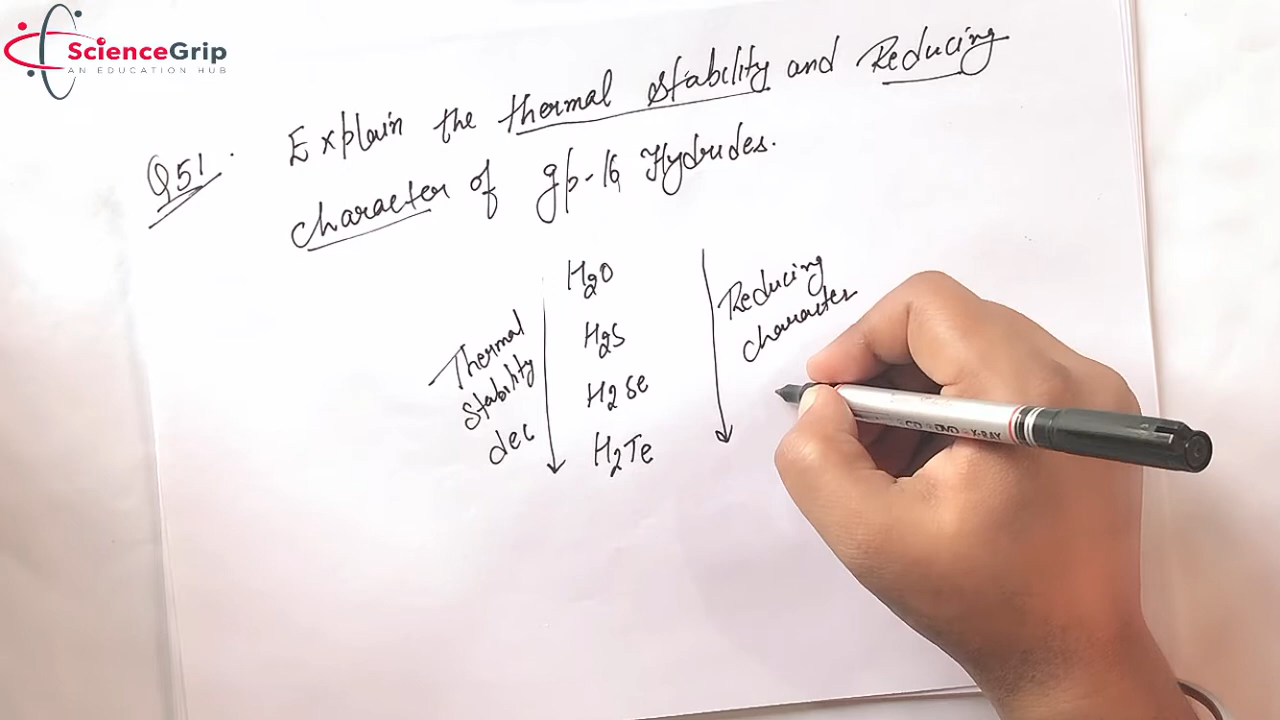 ScienceGrip
AN EDUCATION HUB
Q51. Explain the thermal stability and Reducing
character of gp-16 Hydrides.
H2O
H2S
H2Se
H2Te
Thermal
stability
dec
Reducing
character
CD DVD X-RAY